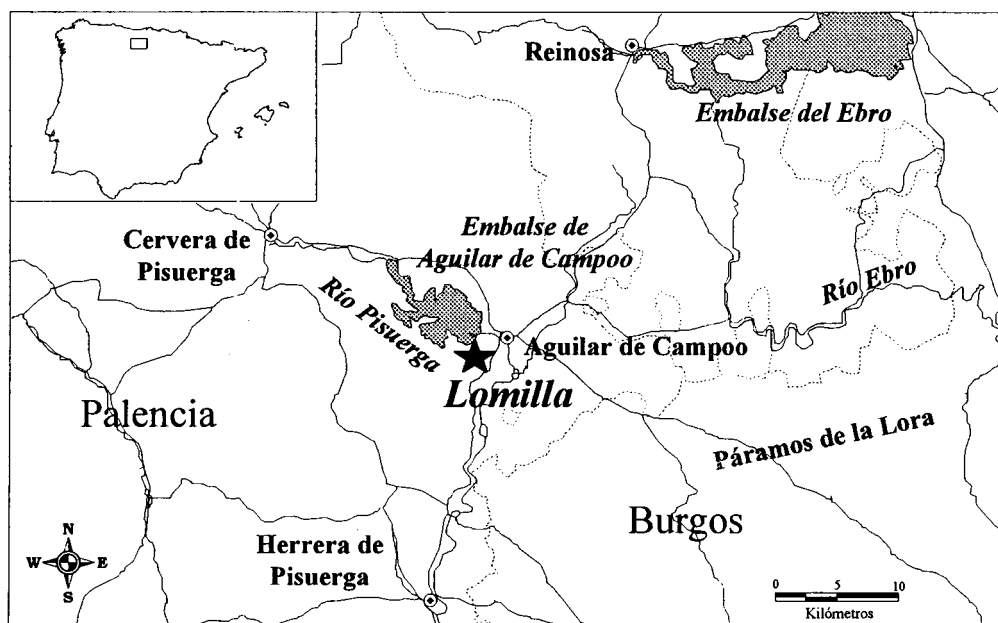 Reinosa
Embalse del Ebro
Cervera de
Pisuerga
Embalse de
Aguilar de Campoo
Río Ebro
Río Pisuerga
Aguilar de Campoo
Lomilla
Palencia
Páramos de la Lora
Burgos
Herrera de
Pisuerga
N
W E
S
0 5 10
Kilómetros